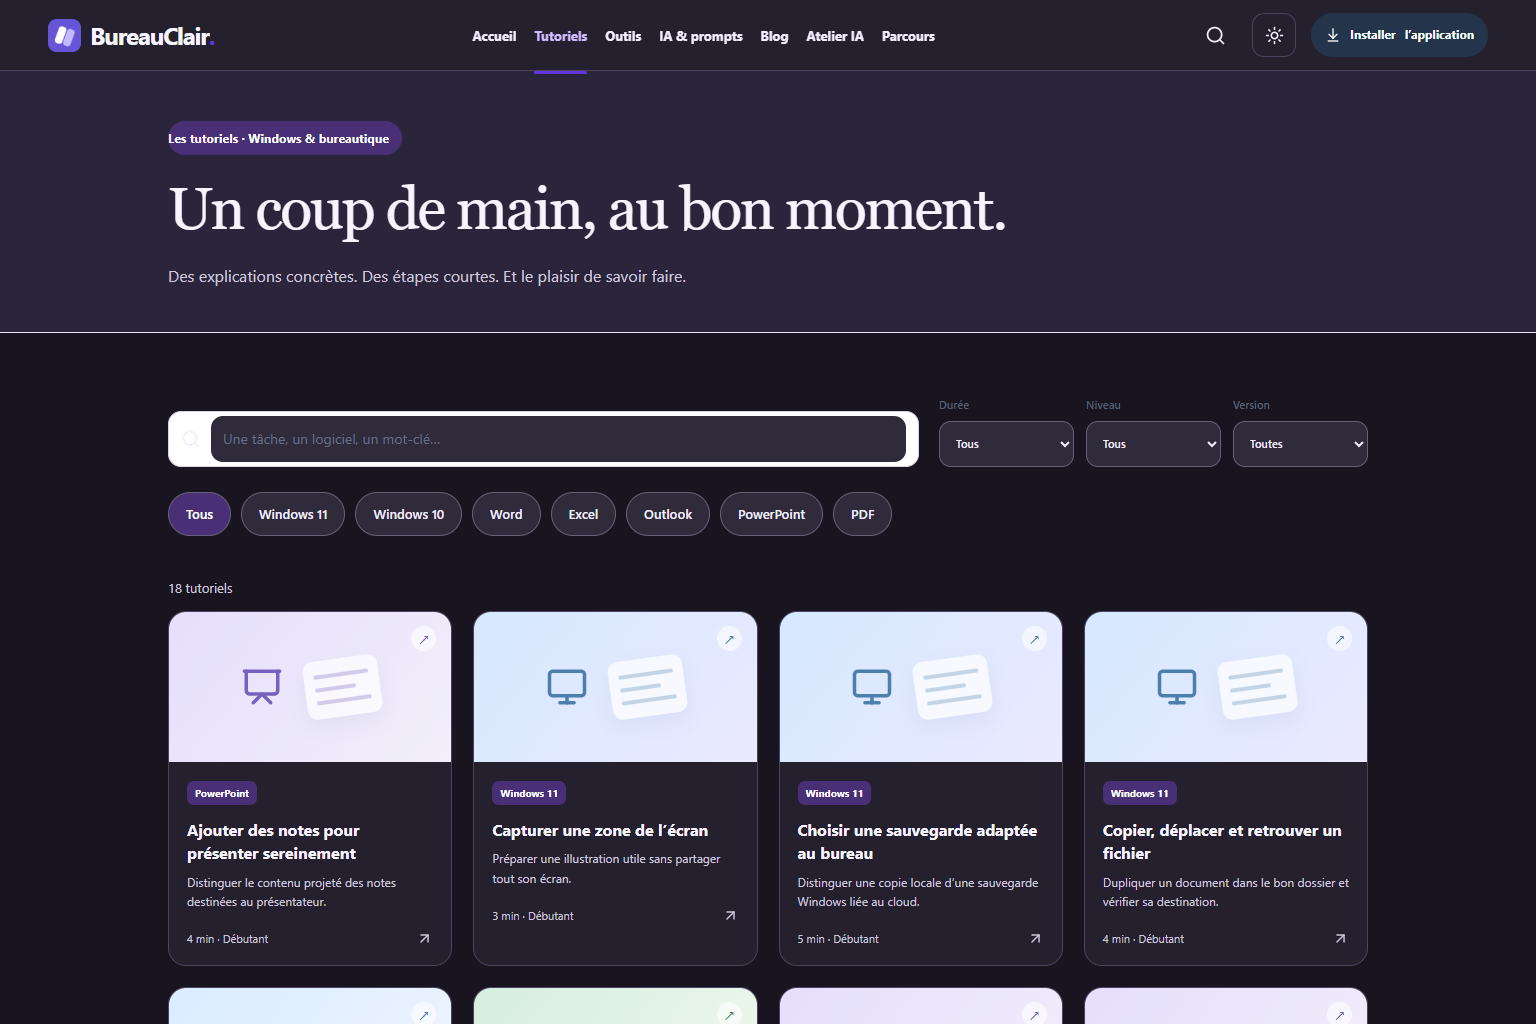 BureauClair.
Accueil Tutoriels Outils IA & prompts Blog Atelier IA Parcours
Installer l'application
Les tutoriels · Windows & bureautique
Un coup de main, au bon moment.
Des explications concrètes. Des étapes courtes. Et le plaisir de savoir faire.
Durée Niveau Version
Une tâche, un logiciel, un mot-clé…
Tous Tous Toutes
Tous Windows 11 Windows 10 Word Excel Outlook PowerPoint PDF
18 tutoriels
PowerPoint
Ajouter des notes pour
présenter sereinement
Distinguer le contenu projeté des notes
destinées au présentateur.
4 min · Débutant
Windows 11
Capturer une zone de l'écran
Préparer une illustration utile sans partager
tout son écran.
3 min · Débutant
Windows 11
Choisir une sauvegarde adaptée
au bureau
Distinguer une copie locale d'une sauvegarde
Windows liée au cloud.
5 min · Débutant
Windows 11
Copier, déplacer et retrouver un
fichier
Dupliquer un document dans le bon dossier et
vérifier sa destination.
4 min · Débutant